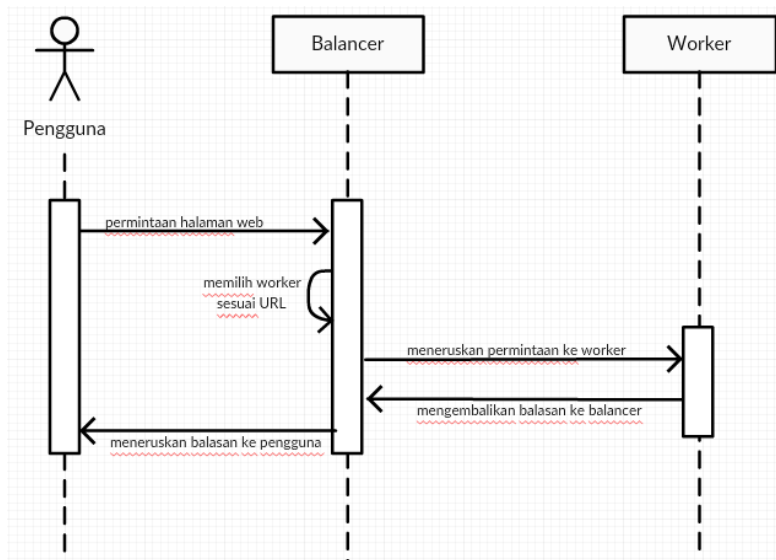 Balancer
Worker
Pengguna
permintaan halaman web
memilih worker
sesuai URL
meneruskan permintaan ke worker
mengembalikan balasan ke balancer
meneruskan balasan ke pengguna